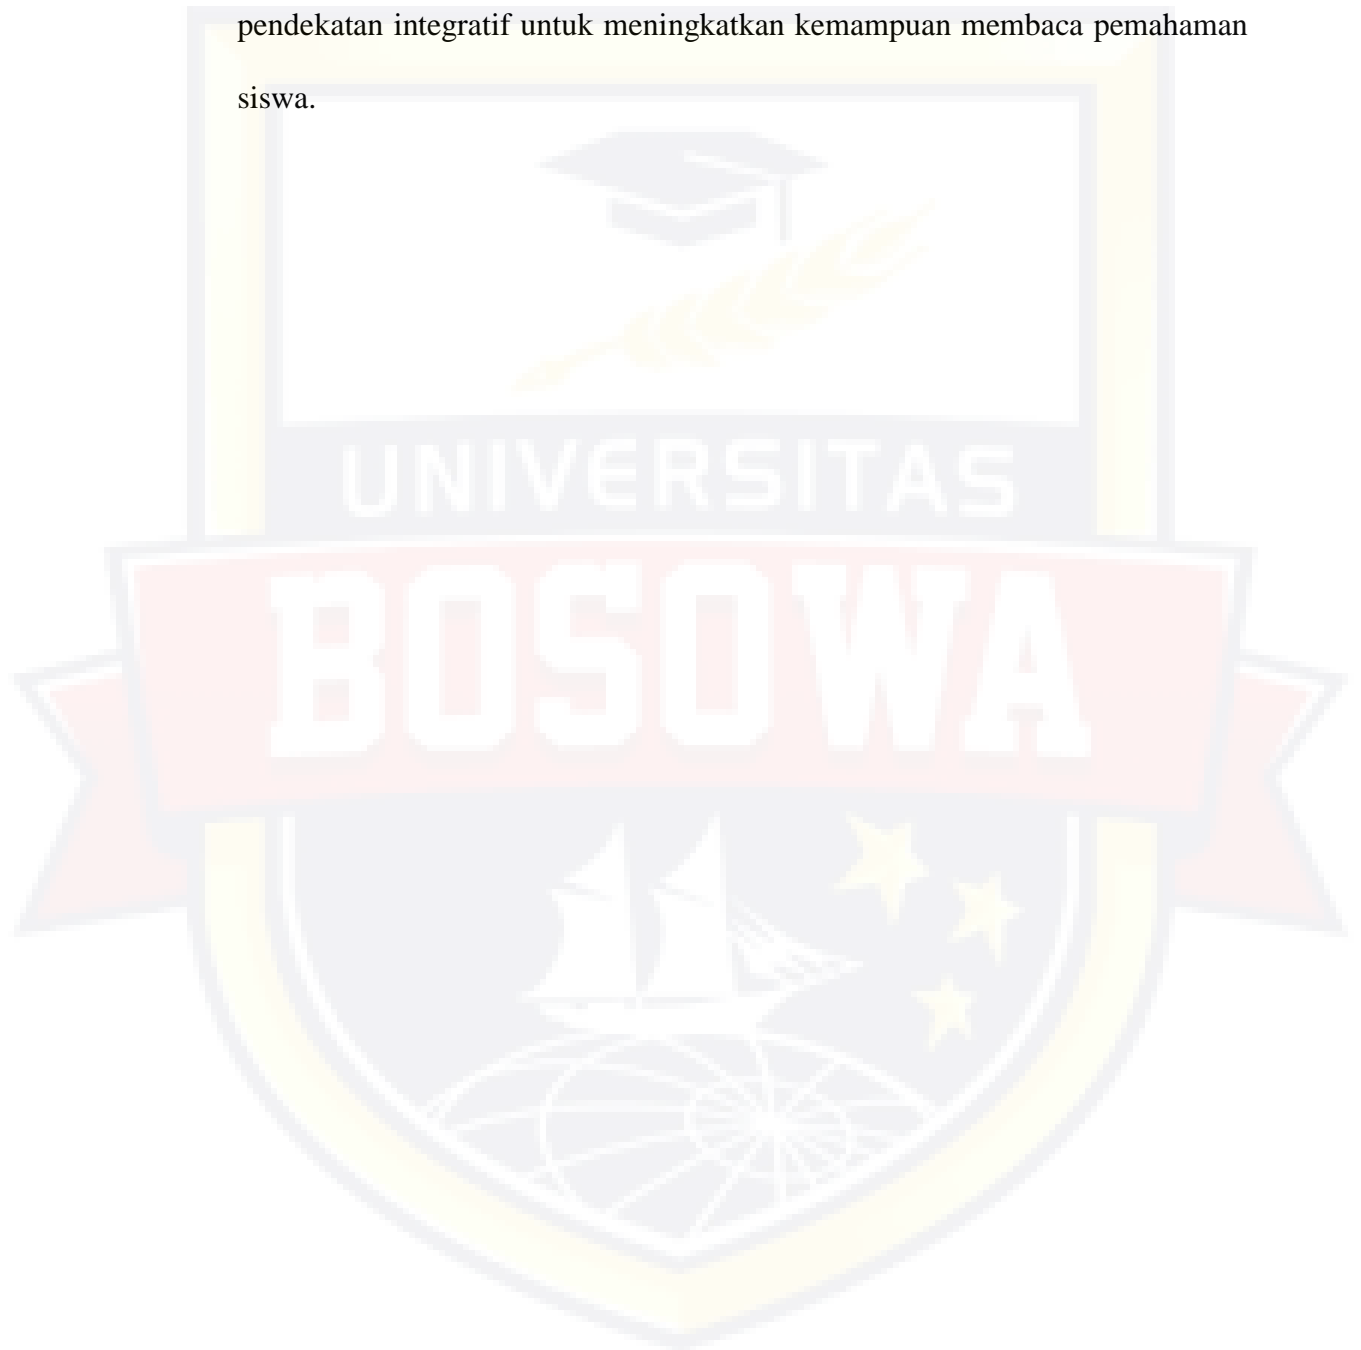 pendekatan integratif untuk meningkatkan kemampuan membaca pemahaman
siswa.
UNIVERSITAS
BOSOWA